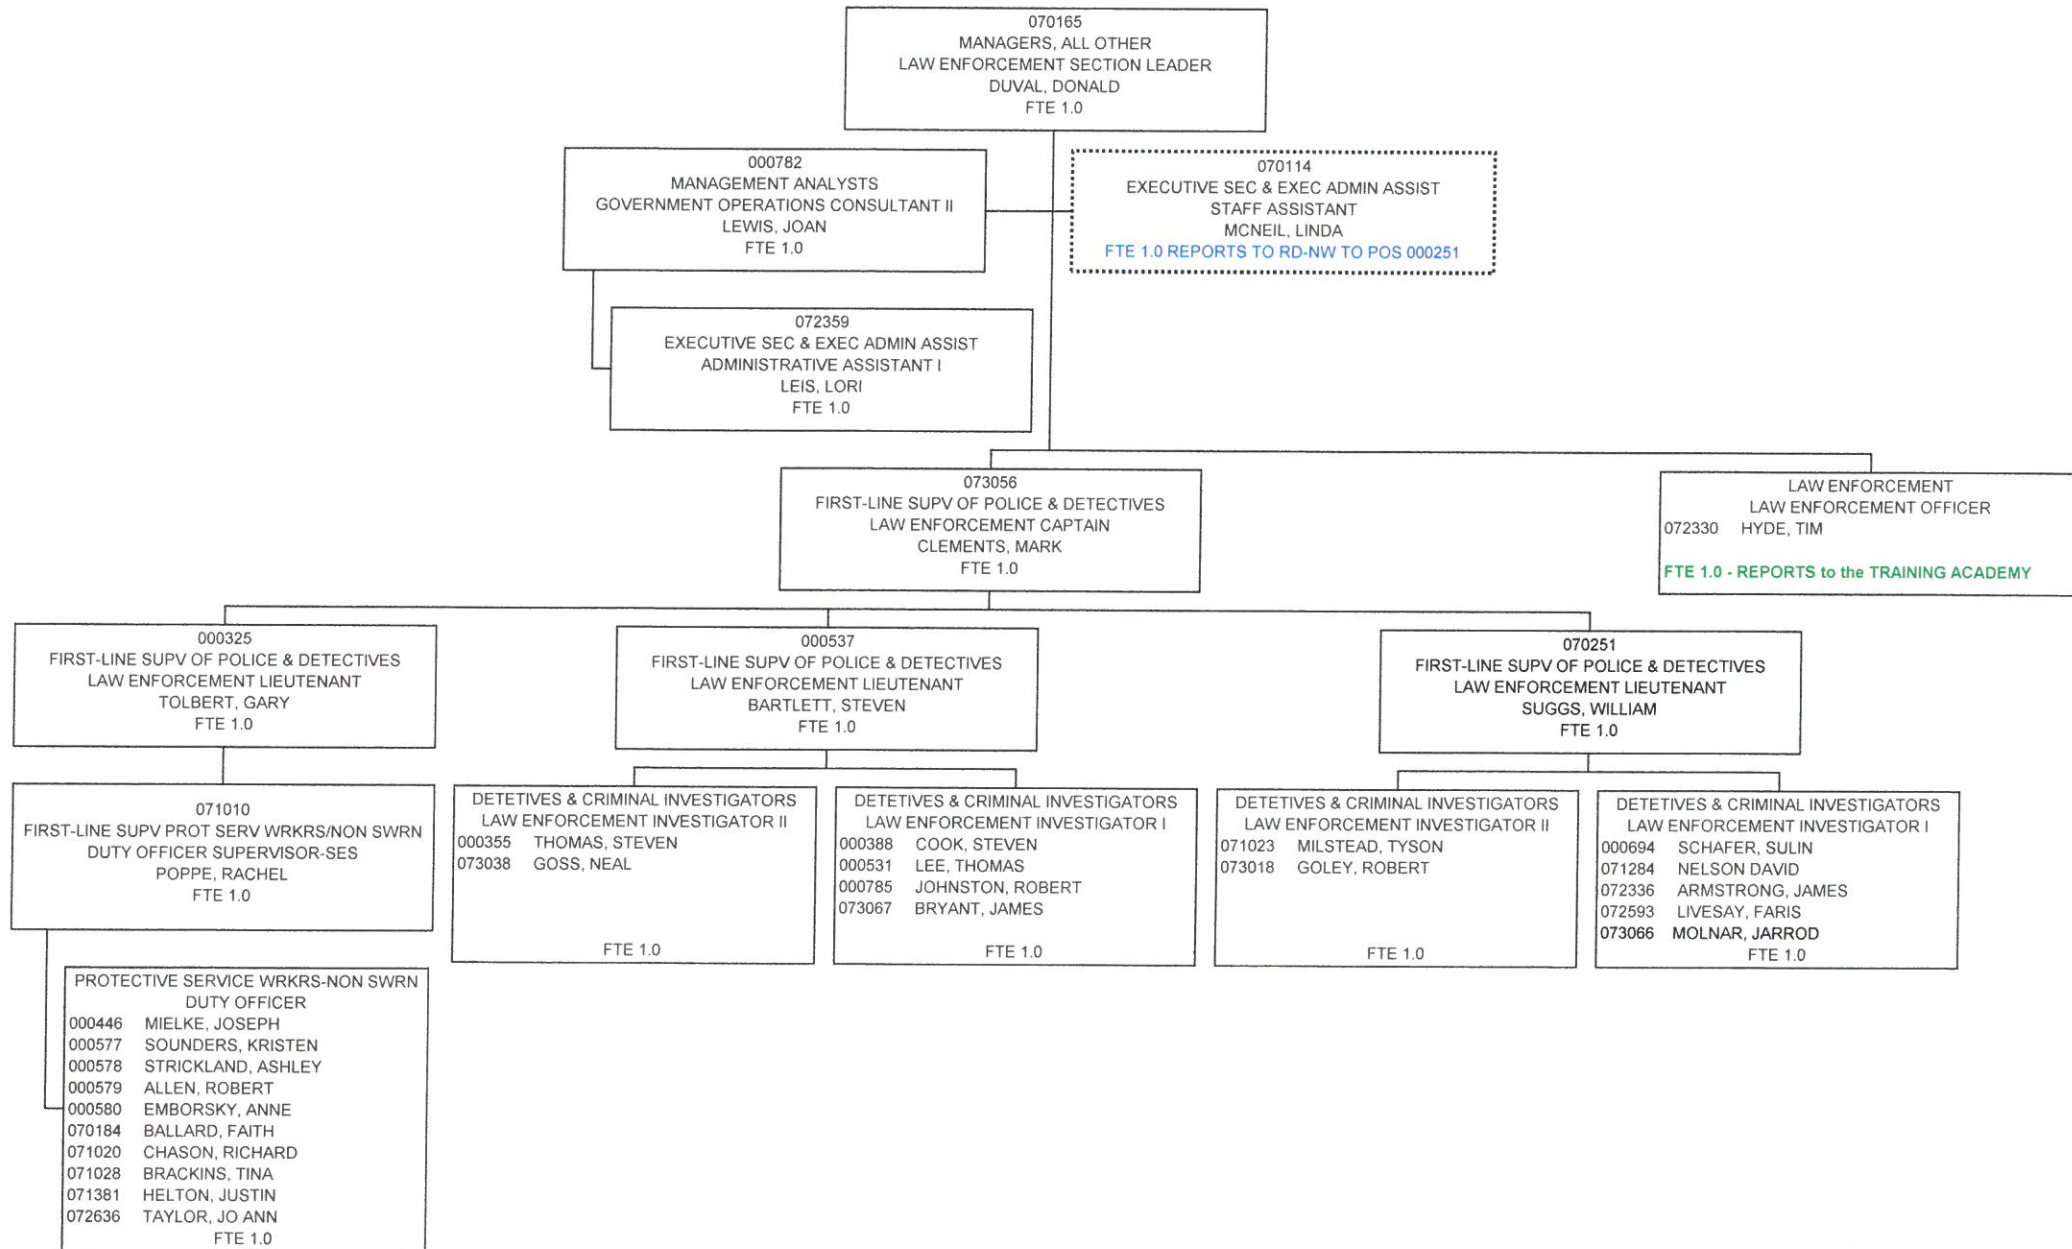 070165
MANAGERS, ALL OTHER
LAW ENFORCEMENT SECTION LEADER
DUVAL, DONALD
FTE 1.0
000782
MANAGEMENT ANALYSTS
GOVERNMENT OPERATIONS CONSULTANT II
LEWIS, JOAN
FTE 1.0
070114
EXECUTIVE SEC & EXEC ADMIN ASSIST
STAFF ASSISTANT
MCNEIL, LINDA
FTE 1.0 REPORTS TO RD-NW TO POS 000251
072359
EXECUTIVE SEC & EXEC ADMIN ASSIST
ADMINISTRATIVE ASSISTANT I
LEIS, LORI
FTE 1.0
073056
FIRST-LINE SUPV OF POLICE & DETECTIVES
LAW ENFORCEMENT CAPTAIN
CLEMENTS, MARK
FTE 1.0
LAW ENFORCEMENT
LAW ENFORCEMENT OFFICER
072330 HYDE, TIM
FTE 1.0 - REPORTS to the TRAINING ACADEMY
000325
FIRST-LINE SUPV OF POLICE & DETECTIVES
LAW ENFORCEMENT LIEUTENANT
TOLBERT, GARY
FTE 1.0
000537
FIRST-LINE SUPV OF POLICE & DETECTIVES
LAW ENFORCEMENT LIEUTENANT
BARTLETT, STEVEN
FTE 1.0
070251
FIRST-LINE SUPV OF POLICE & DETECTIVES
LAW ENFORCEMENT LIEUTENANT
SUGGS, WILLIAM
FTE 1.0
071010
FIRST-LINE SUPV PROT SERV WRKRS/NON SWRN
DUTY OFFICER SUPERVISOR-SES
POPPE, RACHEL
FTE 1.0
DETETIVES & CRIMINAL INVESTIGATORS
LAW ENFORCEMENT INVESTIGATOR II
000355 THOMAS, STEVEN
073038 GOSS, NEAL
FTE 1.0
DETETIVES & CRIMINAL INVESTIGATORS
LAW ENFORCEMENT INVESTIGATOR I
000388 COOK, STEVEN
000531 LEE, THOMAS
000785 JOHNSTON, ROBERT
073067 BRYANT, JAMES
FTE 1.0
DETETIVES & CRIMINAL INVESTIGATORS
LAW ENFORCEMENT INVESTIGATOR II
071023 MILSTEAD, TYSON
073018 GOLEY, ROBERT
FTE 1.0
DETETIVES & CRIMINAL INVESTIGATORS
LAW ENFORCEMENT INVESTIGATOR I
000694 SCHAFER, SULIN
071284 NELSON DAVID
072336 ARMSTRONG, JAMES
072593 LIVESAY, FARIS
073066 MOLNAR, JARROD
FTE 1.0
PROTECTIVE SERVICE WRKRS-NON SWRN
DUTY OFFICER
000446 MIELKE, JOSEPH
000577 SOUNDERS, KRISTEN
000578 STRICKLAND, ASHLEY
000579 ALLEN, ROBERT
000580 EMBORSKY, ANNE
070184 BALLARD, FAITH
071020 CHASON, RICHARD
071028 BRACKINS, TINA
071381 HELTON, JUSTIN
072636 TAYLOR, JO ANN
FTE 1.0